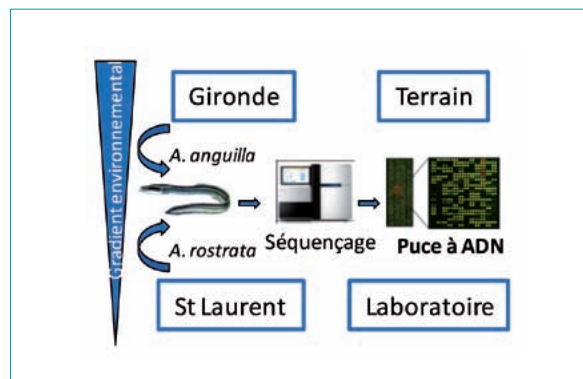 Gradient environnemental
Gironde
Terrain
A. anguilla
A. rostrata
Séquençage
Puce à ADN
St Laurent
Laboratoire